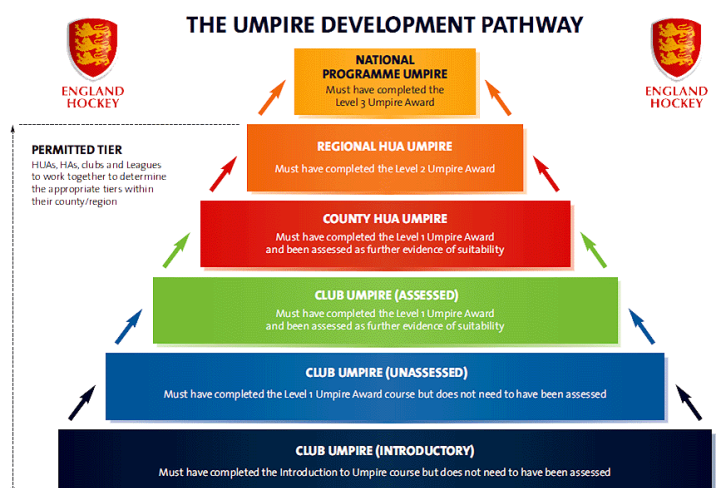 THE UMPIRE DEVELOPMENT PATHWAY
ENGLAND
HOCKEY
ENGLAND
HOCKEY
NATIONAL
PROGRAMME UMPIRE
Must have completed the
Level 3 Umpire Award
PERMITTED TIER
HUAs, HAs, clubs and Leagues
to work together to determine
the appropriate tiers within
their county/region
REGIONAL HUA UMPIRE
Must have completed the Level 2 Umpire Award
COUNTY HUA UMPIRE
Must have completed the Level 1 Umpire Award
and been assessed as further evidence of suitability
CLUB UMPIRE (ASSESSED)
Must have completed the Level 1 Umpire Award
and been assessed as further evidence of suitability
CLUB UMPIRE (UNASSESSED)
Must have completed the Level 1 Umpire Award course but does not need to have been assessed
CLUB UMPIRE (INTRODUCTORY)
Must have completed the Introduction to Umpire course but does not need to have been assessed